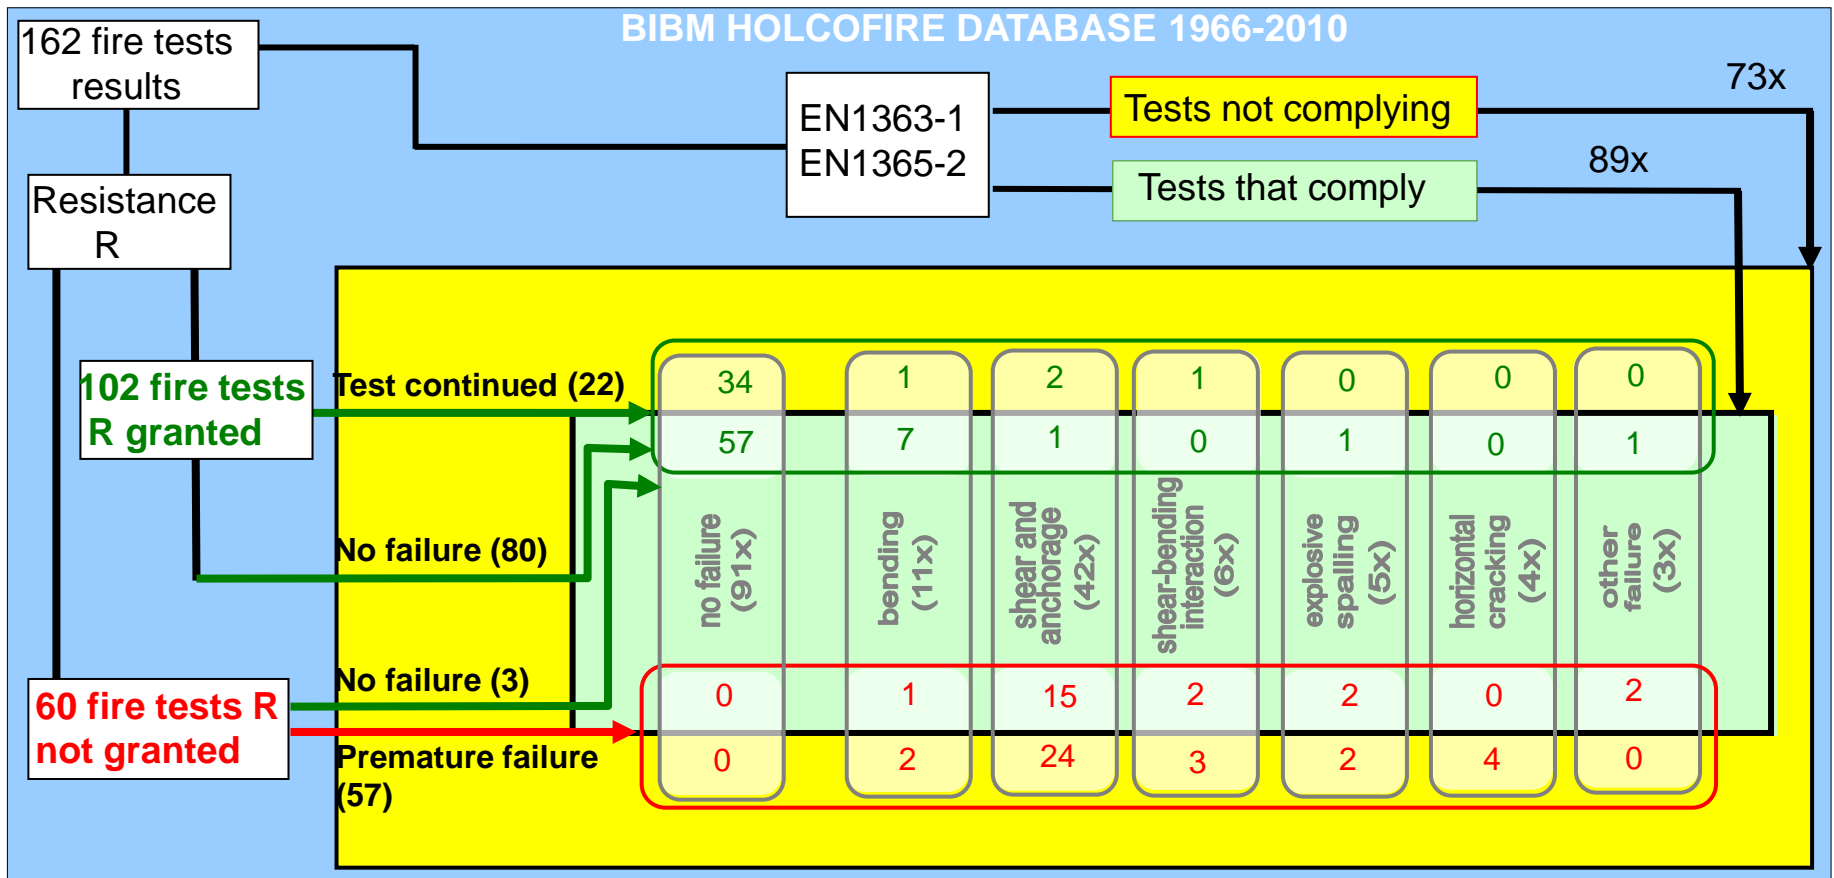 BIBM HOLCOFIRE DATABASE 1966-2010
162 fire tests
results
73x
EN1363-1
EN1365-2
Tests not complying
89x
Tests that comply
Resistance
R
102 fire tests
R granted
Test continued (22)
34 1 2 1 0 0 0
57 7 1 0 1 0 1
No failure (80)
no failure
(91x)
bending
(11x)
shear and
anchorage
(42x)
shear-bending
interaction
(6x)
explosive
spalling
(5x)
horizontal
cracking
(4x)
other
failure
(3x)
No failure (3)
60 fire tests R
not granted
0 1 15 2 2 0 2
Premature failure
(57)
0 2 24 3 2 4 0